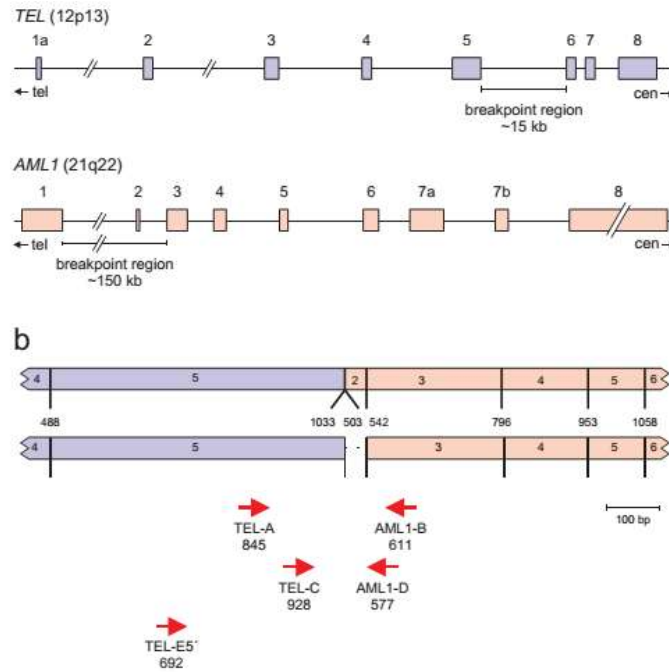 TEL (12p13)
1a 2 3 4 5 6 7 8
← tel cen →
breakpoint region
~15 kb
AML1 (21q22)
1 2 3 4 5 6 7a 7b 8
← tel cen →
breakpoint region
~150 kb
b
4 5 2 3 4 5 6
488 1033 503 542 796 953 1058
4 5 3 4 5 6
100 bp
TEL-A AML1-B
845 611
TEL-C AML1-D
928 577
TEL-E5´
692